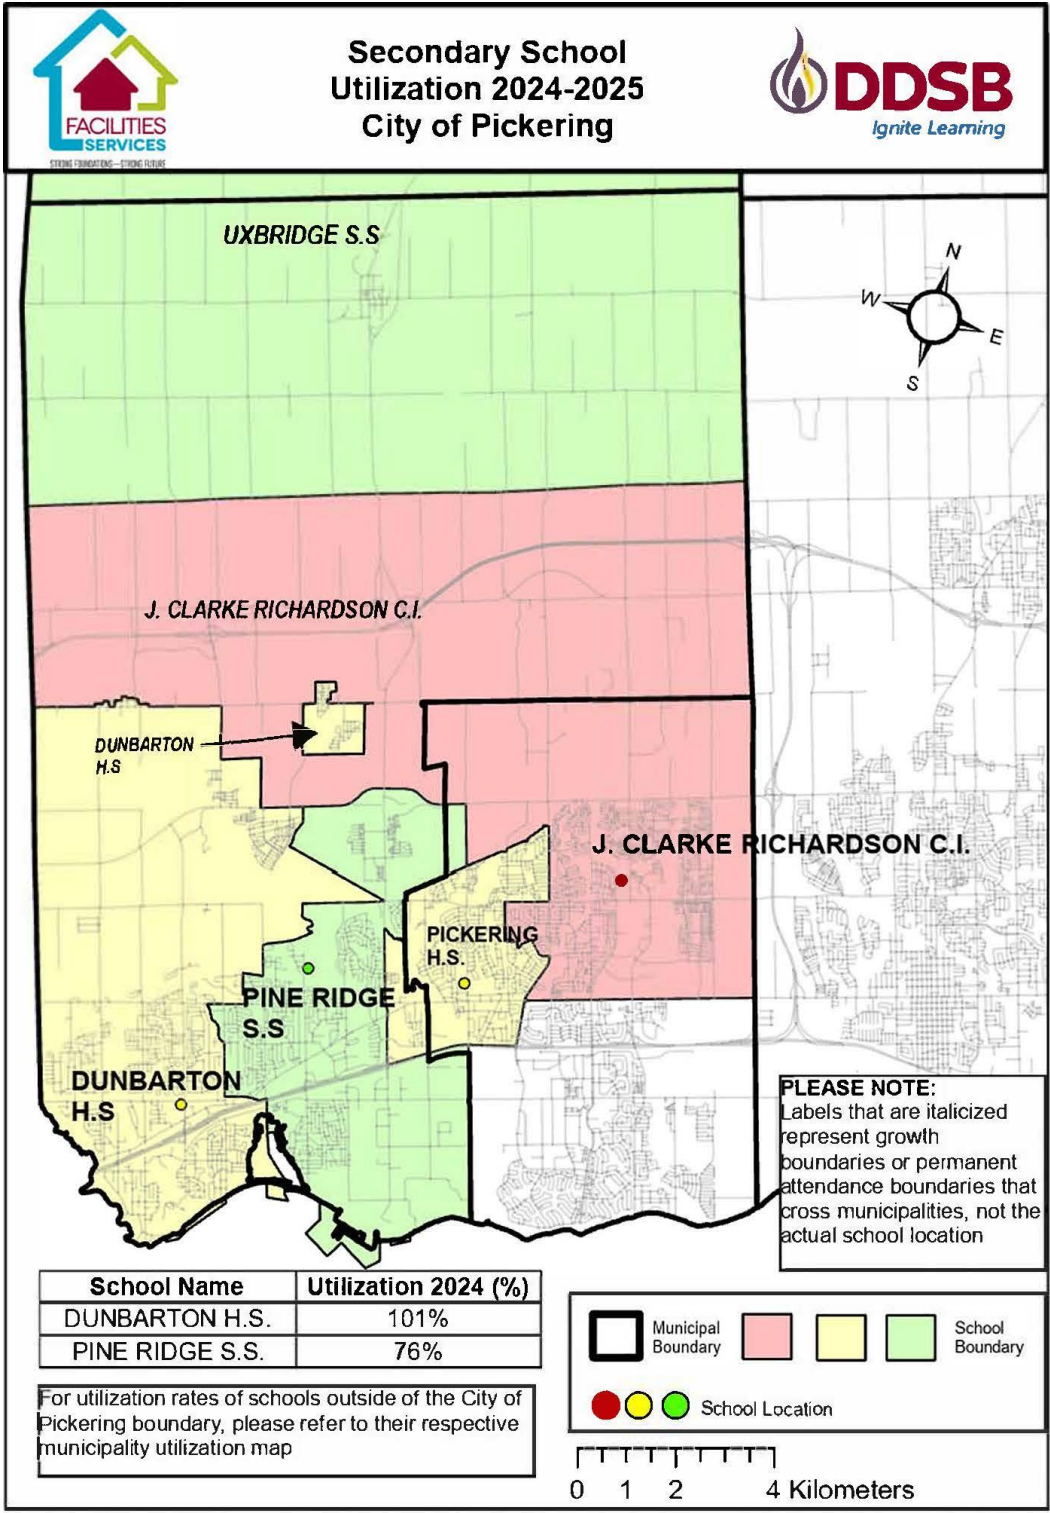 Secondary School
Utilization 2024-2025
City of Pickering
FACILITIES
SERVICES
STRONG FOUNDATIONS—STRONG FUTURE
DDSB
Ignite Learning
UXBRIDGE S.S
N
W
E
S
J. CLARKE RICHARDSON C.I.
DUNBARTON
H.S
J. CLARKE RICHARDSON C.I.
PICKERING
H.S.
PINE RIDGE
S.S
DUNBARTON
H.S
PLEASE NOTE:
Labels that are italicized
represent growth
boundaries or permanent
attendance boundaries that
cross municipalities, not the
actual school location
School Name Utilization 2024 (%)
DUNBARTON H.S. 101%
PINE RIDGE S.S. 76%
For utilization rates of schools outside of the City of
Pickering boundary, please refer to their respective
municipality utilization map
Municipal
Boundary
School
Boundary
School Location
0 1 2 4 Kilometers